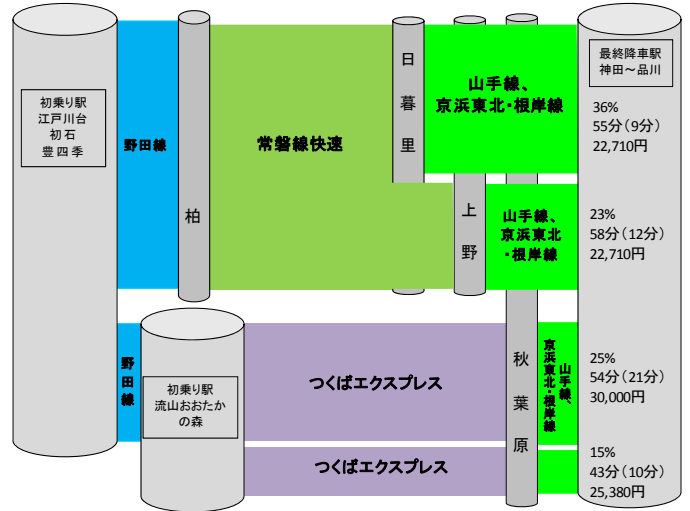 初乗り駅
江戸川台
初石
豊四季
野田線
柏
常磐線快速
日暮里
山手線、
京浜東北・根岸線
最終降車駅
神田～品川
36%
55分(9分)
22,710円
上野
山手線、
京浜東北
・根岸線
23%
58分(12分)
22,710円
野田線
初乗り駅
流山おおたか
の森
つくばエクスプレス
秋葉原
山手線、
京浜東北・根岸線
25%
54分(21分)
30,000円
つくばエクスプレス
15%
43分(10分)
25,380円